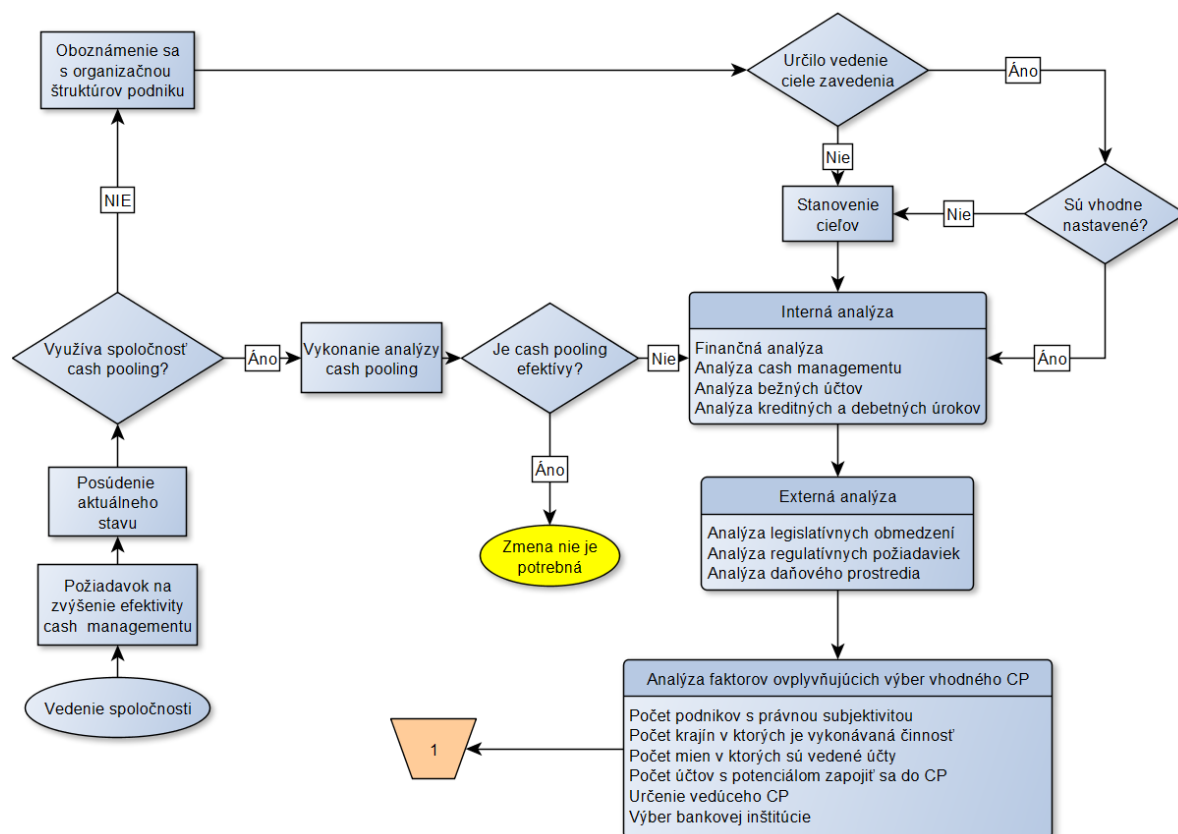 Oboznámenie sa
s organizačnou
štruktúrov podniku
Určilo vedenie
ciele zavedenia
Áno
Nie
NIE
Stanovenie
cieľov
Nie
Sú vhodne
nastavené?
Využíva spoločnosť
cash pooling?
Áno
Vykonanie analýzy
cash pooling
Je cash pooling
efektívy?
Nie
Interná analýza
Finančná analýza
Analýza cash managementu
Analýza bežných účtov
Analýza kreditných a debetných úrokov
Áno
Áno
Zmena nie je
potrebná
Posúdenie
aktuálneho
stavu
Externá analýza
Analýza legislatívnych obmedzení
Analýza regulatívnych požiadaviek
Analýza daňového prostredia
Požiadavok na
zvýšenie efektivity
cash managementu
Vedenie spoločnosti
Analýza faktorov ovplyvňujúcich výber vhodného CP
Počet podnikov s právnou subjektivitou
Počet krajín v ktorých je vykonávaná činnosť
Počet mien v ktorých sú vedené účty
Počet účtov s potenciálom zapojiť sa do CP
Určenie vedúceho CP
Výber bankovej inštitúcie
1